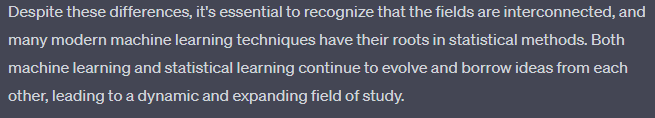 Despite these differences, it's essential to recognize that the fields are interconnected, and
many modern machine learning techniques have their roots in statistical methods. Both
machine learning and statistical learning continue to evolve and borrow ideas from each
other, leading to a dynamic and expanding field of study.